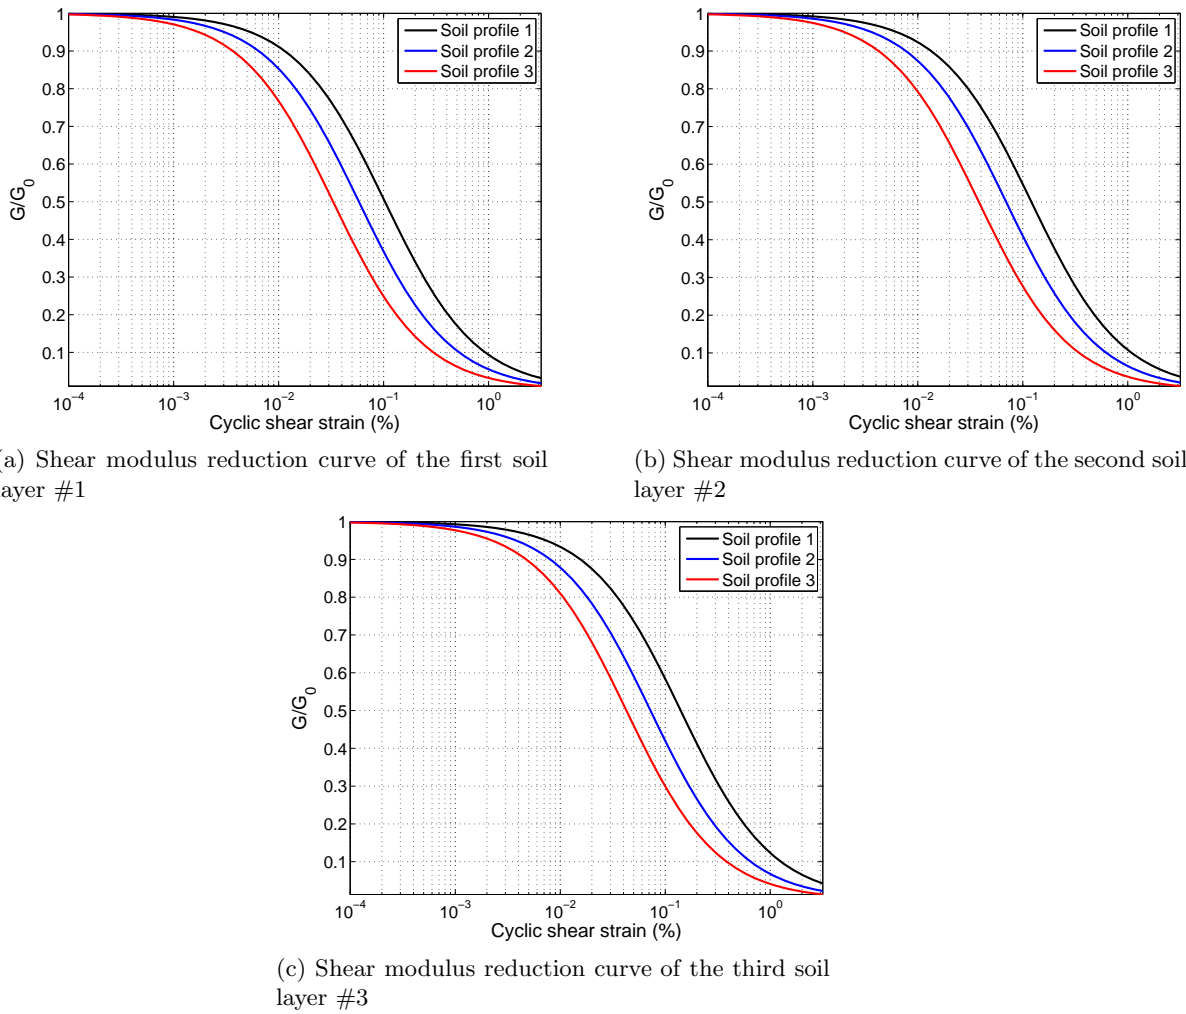 1
0.9
0.8
0.7
0.6
0.5
0.4
0.3
0.2
0.1
G/G₀
Soil profile 1
Soil profile 2
Soil profile 3
10⁻⁴ 10⁻³ 10⁻² 10⁻¹ 10⁰
Cyclic shear strain (%)
(a) Shear modulus reduction curve of the first soil
layer #1
1
0.9
0.8
0.7
0.6
0.5
0.4
0.3
0.2
0.1
G/G₀
Soil profile 1
Soil profile 2
Soil profile 3
10⁻⁴ 10⁻³ 10⁻² 10⁻¹ 10⁰
Cyclic shear strain (%)
(b) Shear modulus reduction curve of the second soil
layer #2
1
0.9
0.8
0.7
0.6
0.5
0.4
0.3
0.2
0.1
G/G₀
Soil profile 1
Soil profile 2
Soil profile 3
10⁻⁴ 10⁻³ 10⁻² 10⁻¹ 10⁰
Cyclic shear strain (%)
(c) Shear modulus reduction curve of the third soil
layer #3